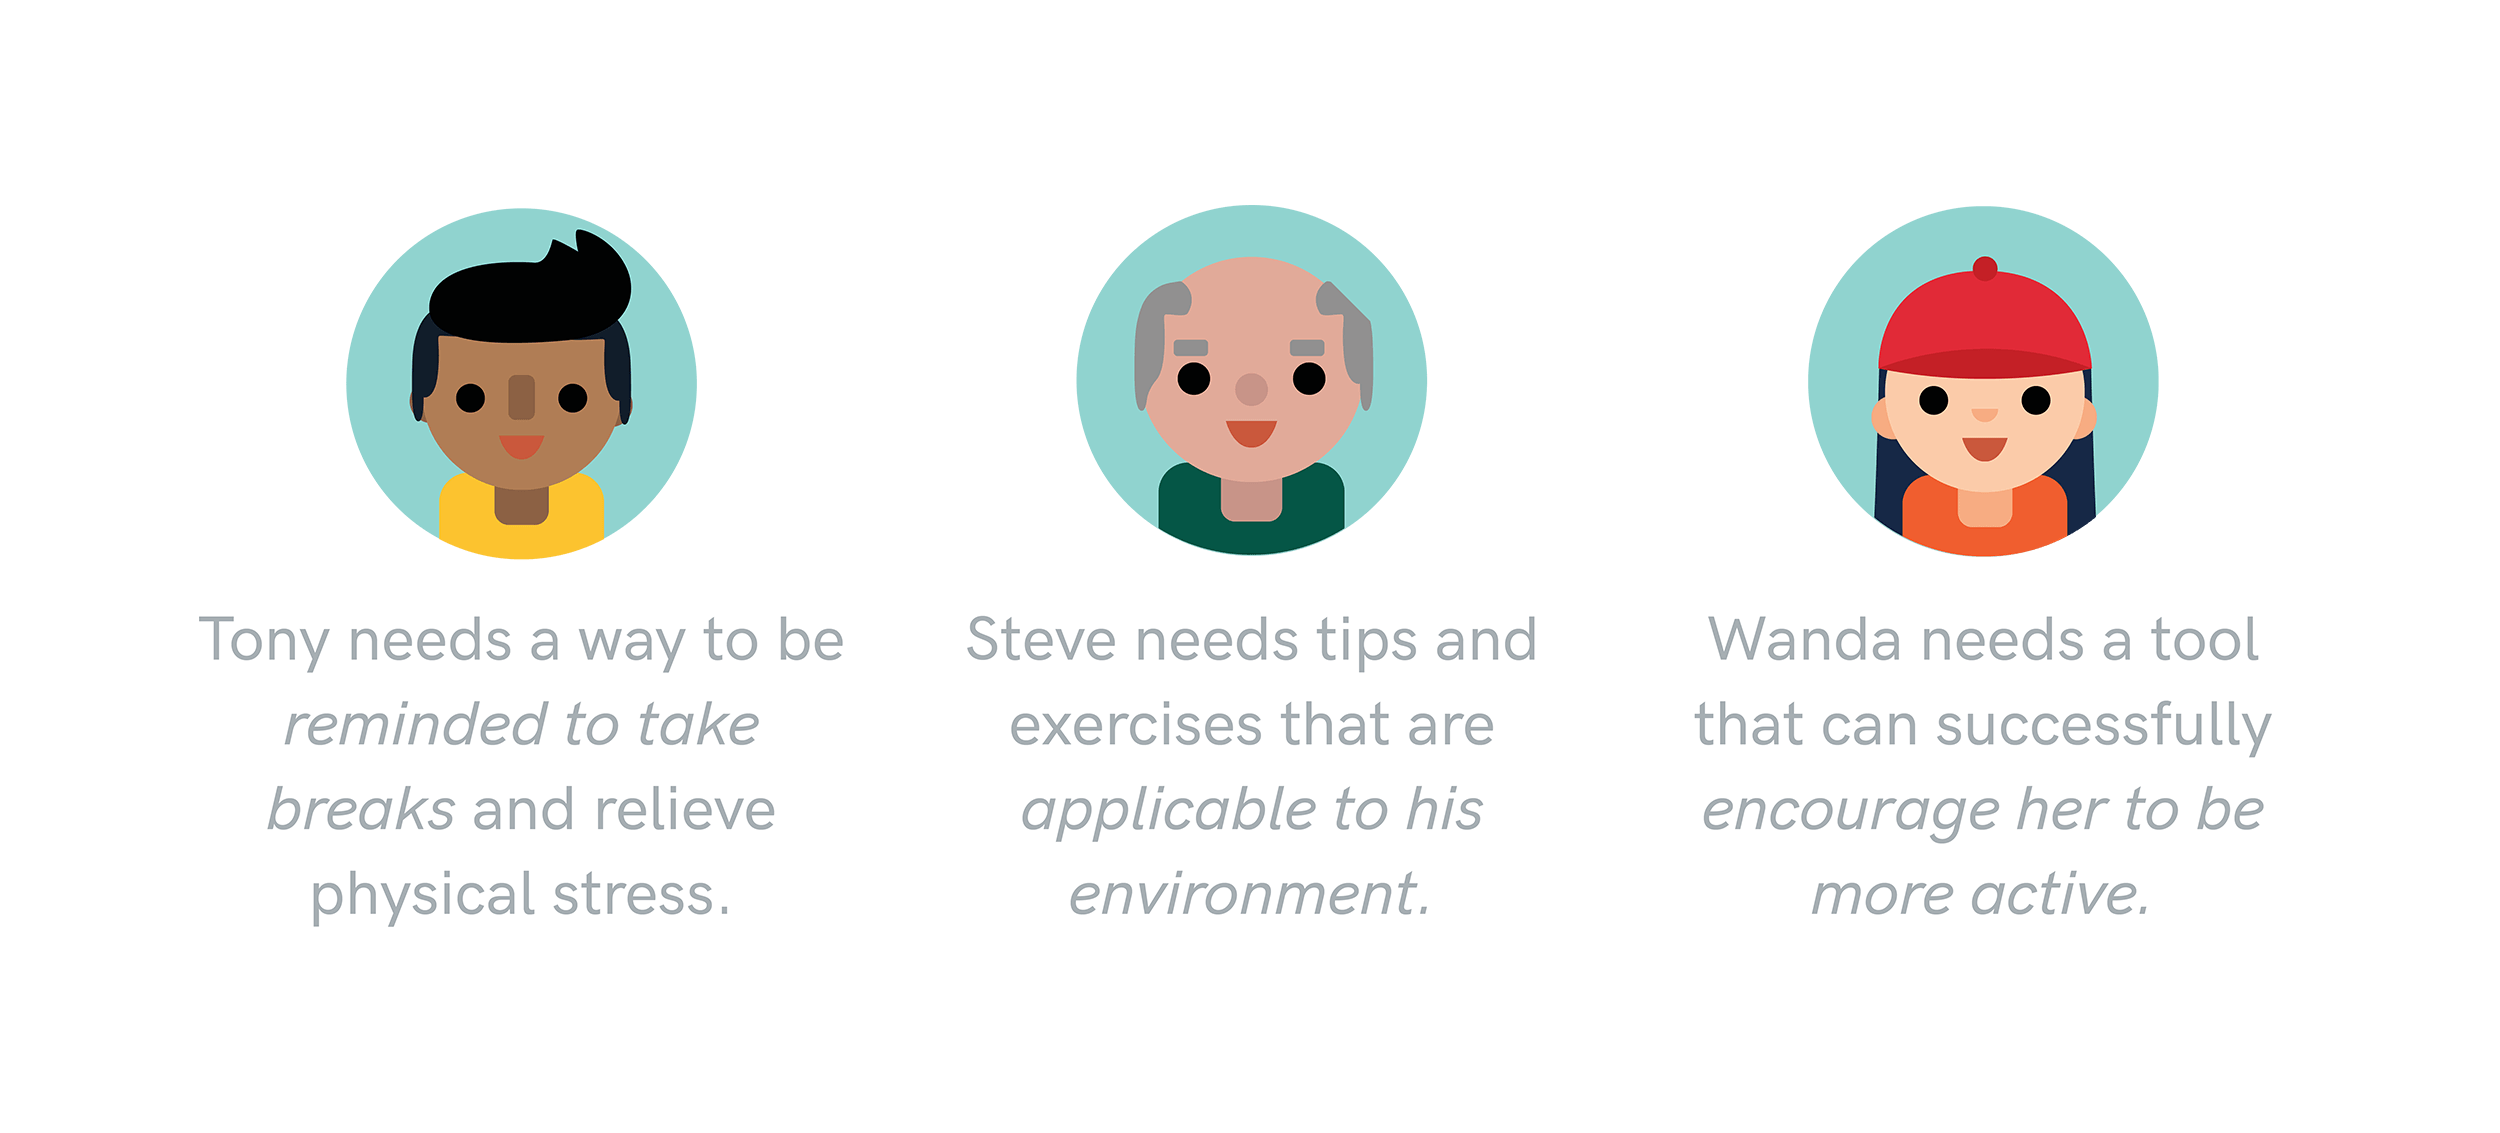 Tony needs a way to be
reminded to take
breaks and relieve
physical stress.
Steve needs tips and
exercises that are
applicable to his
environment.
Wanda needs a tool
that can successfully
encourage her to be
more active.